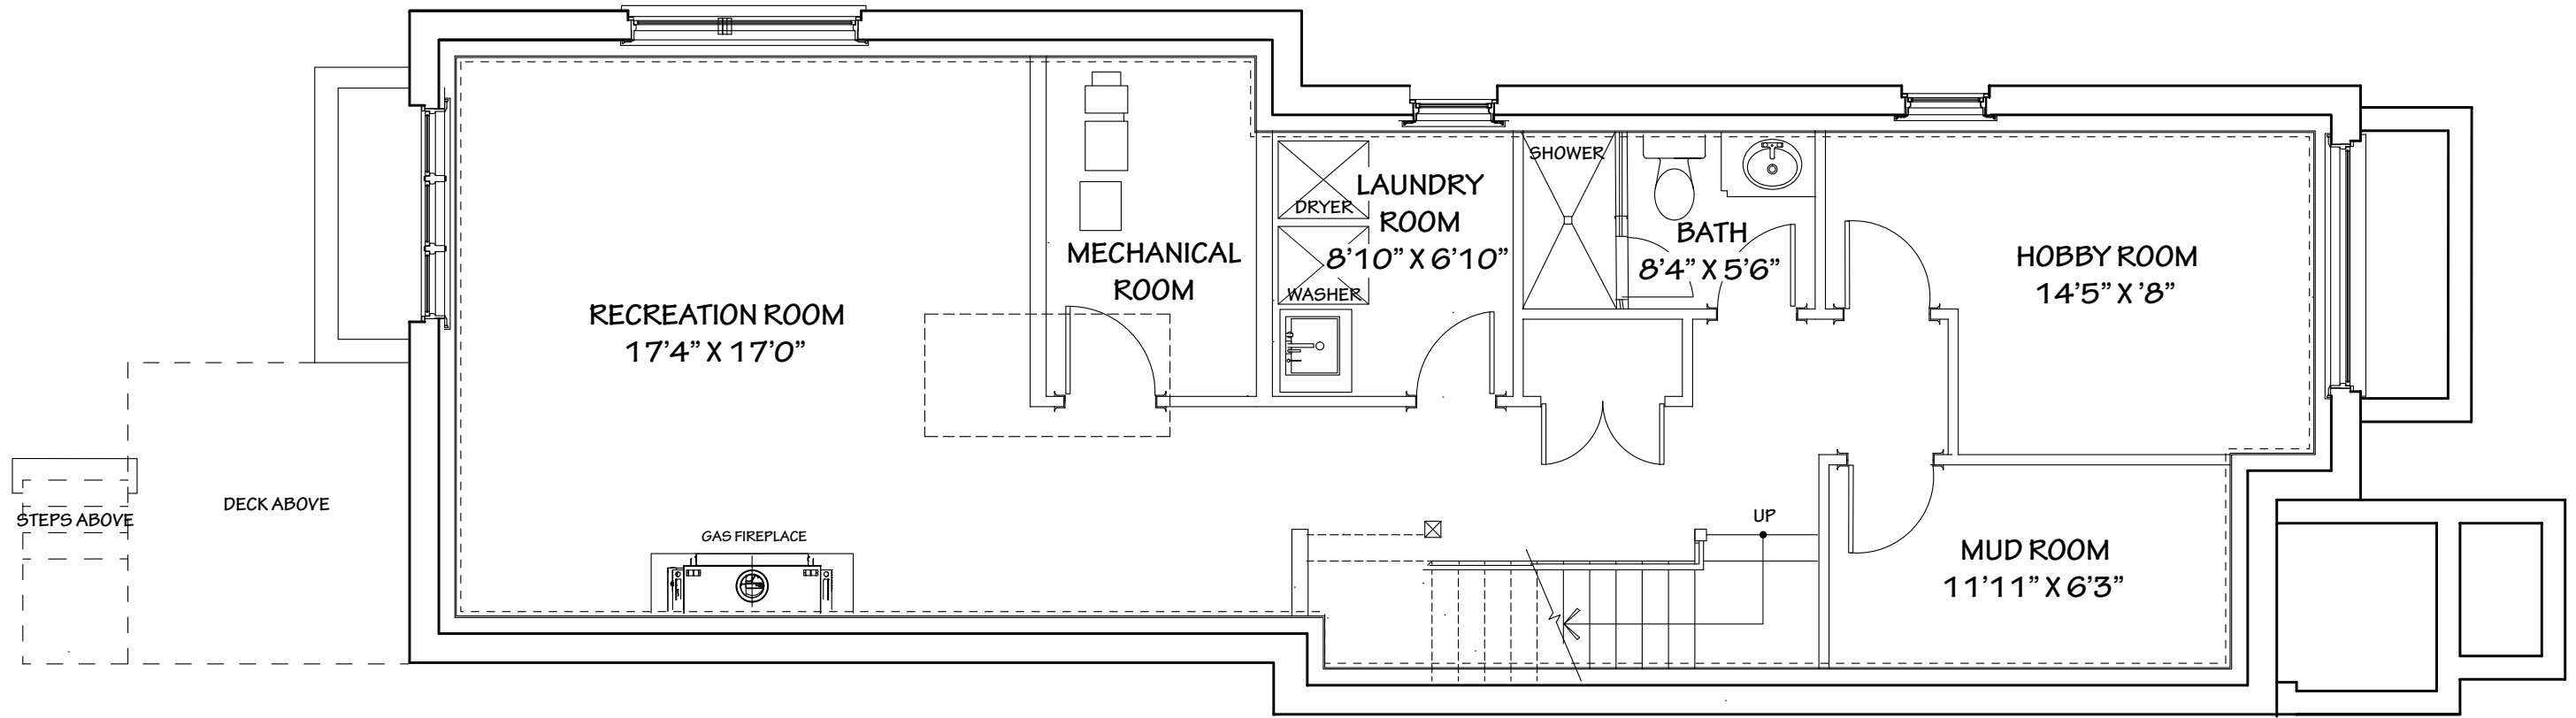 RECREATION ROOM
17'4" X 17'0"
MECHANICAL
ROOM
DRYER
WASHER
LAUNDRY
ROOM
8'10" X 6'10"
SHOWER
BATH
8'4" X 5'6"
HOBBY ROOM
14'5" X '8"
MUD ROOM
11'11" X 6'3"
UP
GAS FIREPLACE
DECK ABOVE
STEPS ABOVE